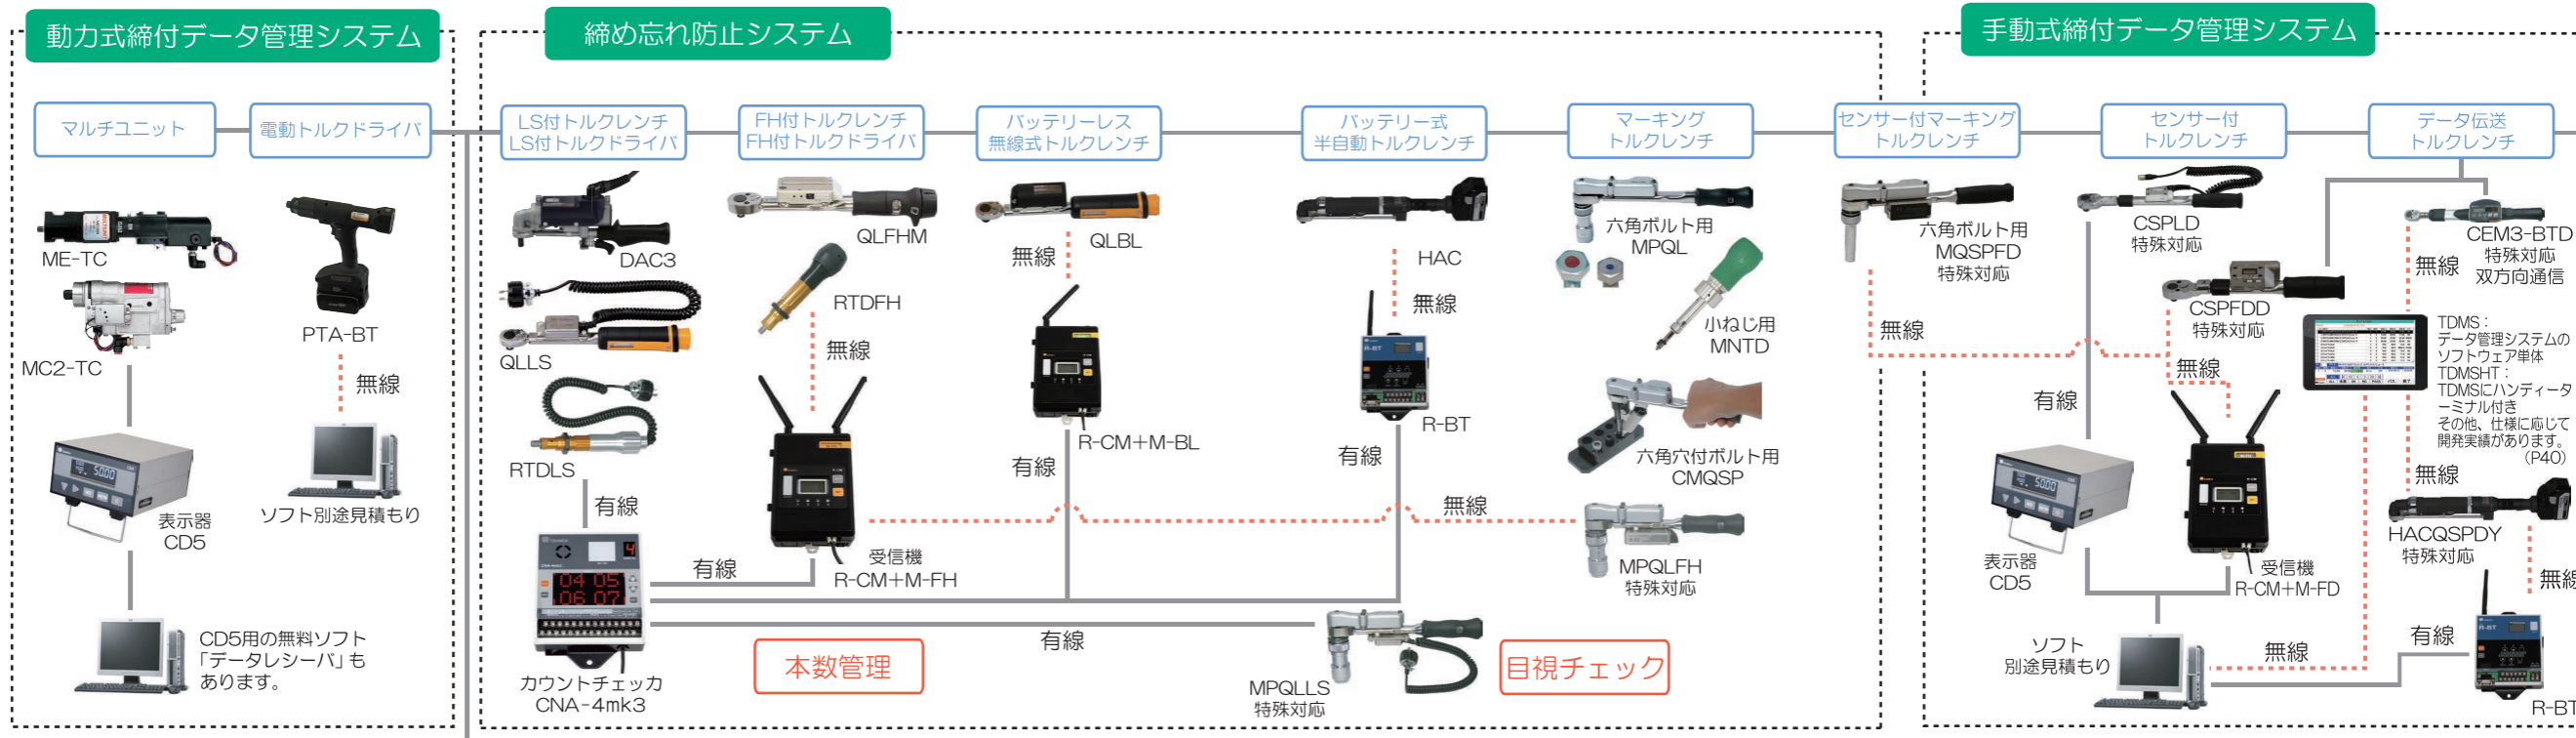 動力式締付データ管理システム
締め忘れ防止システム
手動式締付データ管理システム
マルチユニット
電動トルクドライバ
LS付トルクレンチ
LS付トルクドライバ
FH付トルクレンチ
FH付トルクドライバ
バッテリーレス
無線式トルクレンチ
バッテリー式
半自動トルクレンチ
マーキング
トルクレンチ
センサー付マーキング
トルクレンチ
センサー付
トルクレンチ
データ伝送
トルクレンチ
ME-TC
MC2-TC
PTA-BT
無線
表示器
CD5
ソフト別途見積もり
CD5用の無料ソフト
「データレシーバ」も
あります。
DAC3
QLLS
RTDLS
有線
カウントチェッカ
CNA-4mk3
QLFHM
RTDFH
無線
受信機
R-CM+M-FH
有線
QLBL
無線
R-CM+M-BL
有線
HAC
無線
R-BT
有線
無線
有線
本数管理
六角ボルト用
MPQL
小ねじ用
MNTD
六角穴付ボルト用
CMQSP
MPQLFH
特殊対応
MPQLLS
特殊対応
目視チェック
六角ボルト用
MQSPFD
特殊対応
無線
CSPLD
特殊対応
有線
表示器
CD5
CSPFDD
特殊対応
無線
受信機
R-CM+M-FD
ソフト
別途見積もり
無線
有線
CEM3-BTD
特殊対応
双方向通信
無線
TDMS:
データ管理システムの
ソフトウェア単体
TDMSHT:
TDMSにハンディータ
ーミナル付き
その他、仕様に応じて
開発実績があります。
(P40)
無線
HACQSPDY
特殊対応
無線
R-BT